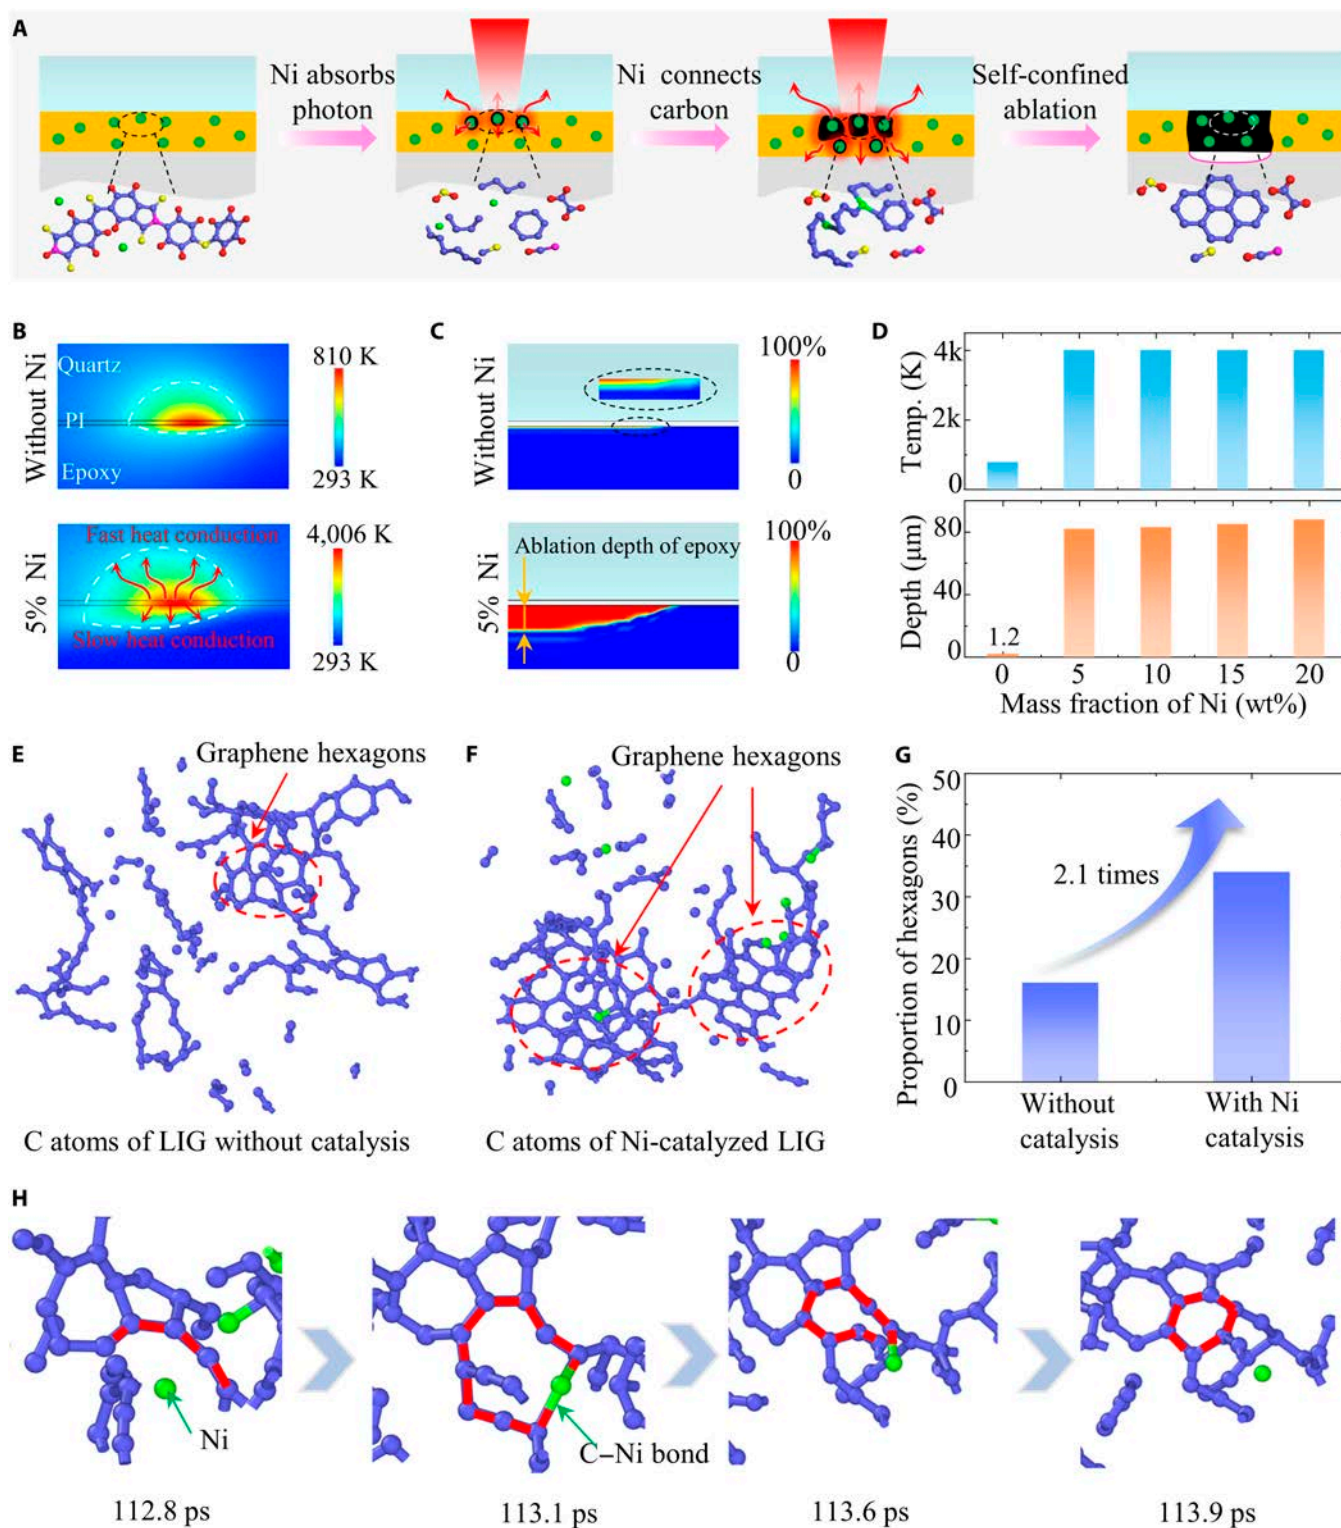 A
Ni absorbs
photon
Ni connects
carbon
Self-confined
ablation
B
Without Ni
Quartz
PI
Epoxy
810 K
293 K
5% Ni
Fast heat conduction
Slow heat conduction
4,006 K
293 K
C
Without Ni
100%
0
5% Ni
Ablation depth of epoxy
100%
0
D
Temp. (K)
4k
2k
0
Depth (μm)
80
40
0
1.2
0 5 10 15 20
Mass fraction of Ni (wt%)
E
Graphene hexagons
C atoms of LIG without catalysis
F
Graphene hexagons
C atoms of Ni-catalyzed LIG
G
Proportion of hexagons (%)
50
40
30
20
10
0
2.1 times
Without
catalysis
With Ni
catalysis
H
Ni
C–Ni bond
112.8 ps
113.1 ps
113.6 ps
113.9 ps